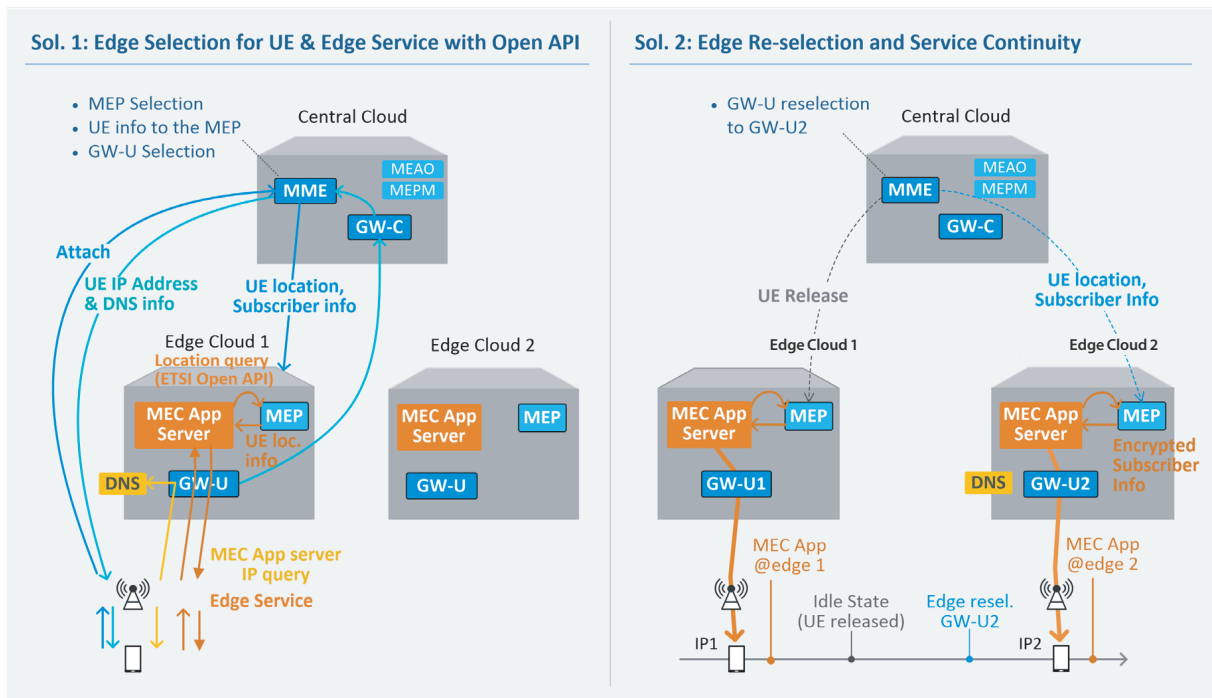 Sol. 1: Edge Selection for UE & Edge Service with Open API
• MEP Selection
• UE info to the MEP
• GW-U Selection
Central Cloud
MEAO
MEPM
MME
GW-C
Attach
UE IP Address
& DNS info
UE location,
Subscriber info
Edge Cloud 1
Location query
(ETSI Open API)
MEC App
Server
MEP
UE loc.
info
DNS
GW-U
Edge Cloud 2
MEC App
Server
MEP
GW-U
MEC App server
IP query
Edge Service
Sol. 2: Edge Re-selection and Service Continuity
• GW-U reselection
to GW-U2
Central Cloud
MEAO
MEPM
MME
GW-C
UE Release
UE location,
Subscriber Info
Edge Cloud 1
MEC App
Server
MEP
GW-U1
Edge Cloud 2
MEC App
Server
MEP
Encrypted
Subscriber
Info
DNS
GW-U2
MEC App
@edge 1
MEC App
@edge 2
Idle State
(UE released)
Edge resel.
GW-U2
IP1
IP2